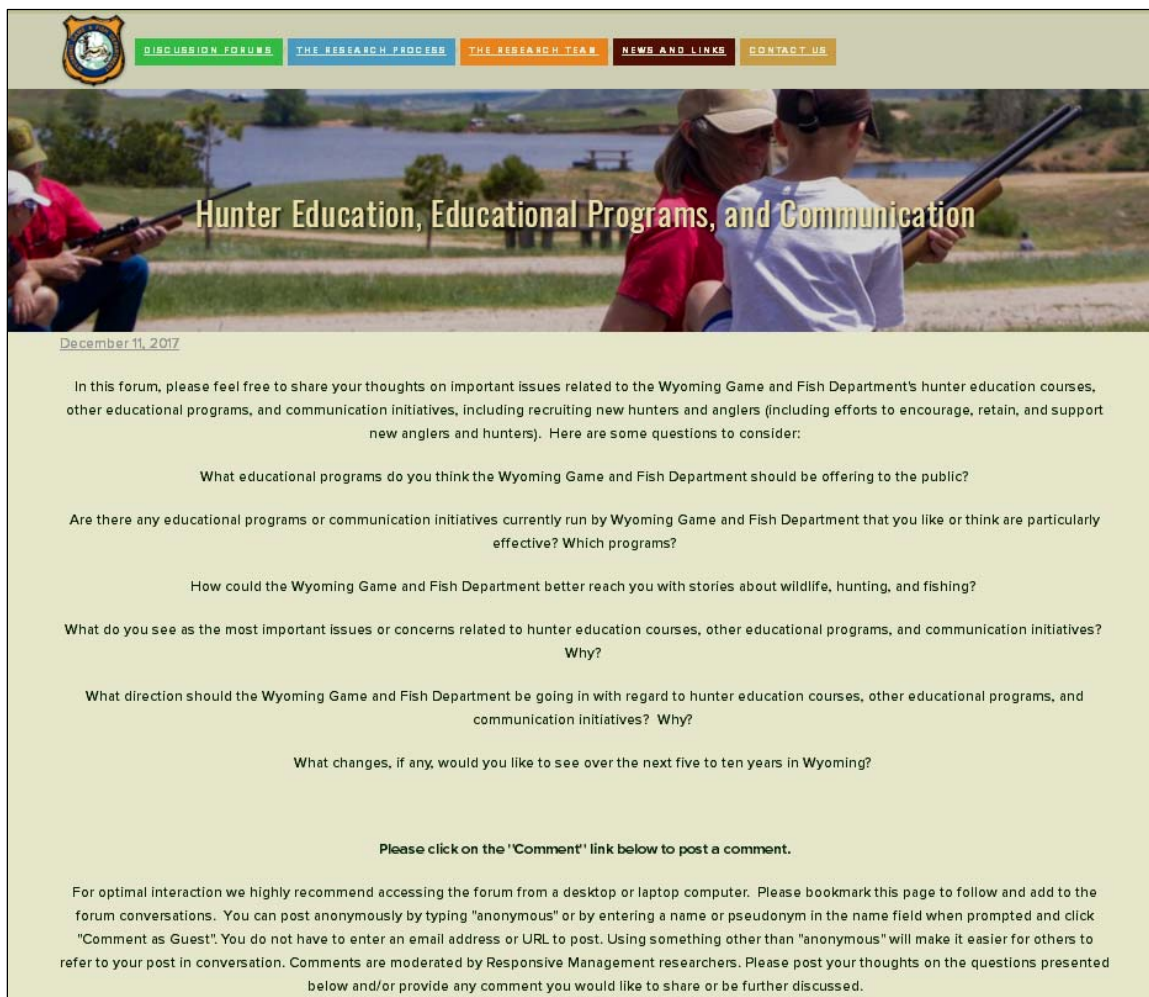 DISCUSSION FORUMS
THE RESEARCH PROCESS
THE RESEARCH TEAM
NEWS AND LINKS
CONTACT US
Hunter Education, Educational Programs, and Communication
December 11, 2017
In this forum, please feel free to share your thoughts on important issues related to the Wyoming Game and Fish Department's hunter education courses,
other educational programs, and communication initiatives, including recruiting new hunters and anglers (including efforts to encourage, retain, and support
new anglers and hunters). Here are some questions to consider:
What educational programs do you think the Wyoming Game and Fish Department should be offering to the public?
Are there any educational programs or communication initiatives currently run by Wyoming Game and Fish Department that you like or think are particularly
effective? Which programs?
How could the Wyoming Game and Fish Department better reach you with stories about wildlife, hunting, and fishing?
What do you see as the most important issues or concerns related to hunter education courses, other educational programs, and communication initiatives?
Why?
What direction should the Wyoming Game and Fish Department be going in with regard to hunter education courses, other educational programs, and
communication initiatives? Why?
What changes, if any, would you like to see over the next five to ten years in Wyoming?
Please click on the "Comment" link below to post a comment.
For optimal interaction we highly recommend accessing the forum from a desktop or laptop computer. Please bookmark this page to follow and add to the
forum conversations. You can post anonymously by typing "anonymous" or by entering a name or pseudonym in the name field when prompted and click
"Comment as Guest". You do not have to enter an email address or URL to post. Using something other than "anonymous" will make it easier for others to
refer to your post in conversation. Comments are moderated by Responsive Management researchers. Please post your thoughts on the questions presented
below and/or provide any comment you would like to share or be further discussed.